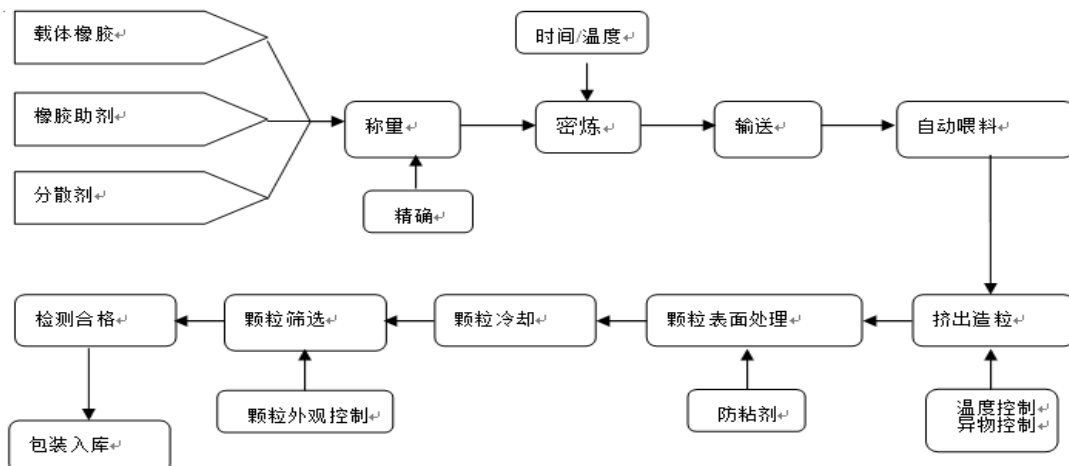 载体橡胶
时间/温度
橡胶助剂
称量
密炼
输送
自动喂料
分散剂
精确
检测合格
颗粒筛选
颗粒冷却
颗粒表面处理
挤出造粒
颗粒外观控制
防粘剂
温度控制
异物控制
包装入库